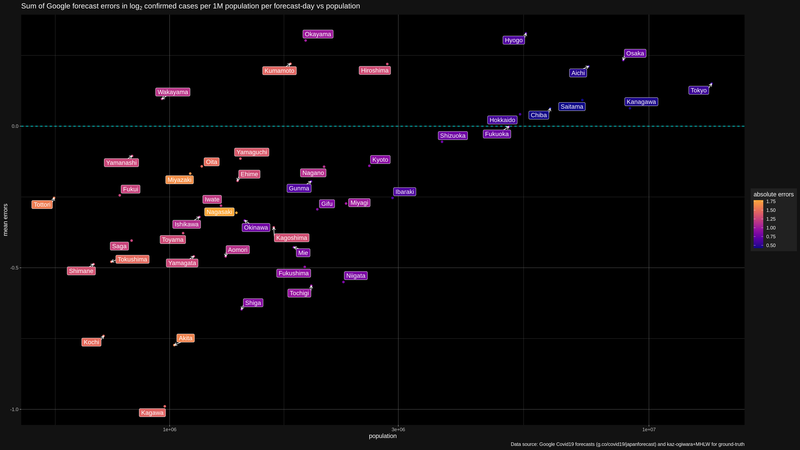 Sum of Google forecast errors in log₂ confirmed cases per 1M population per forecast-day vs population
Okayama
Hyogo
Osaka
Kumamoto
Hiroshima
Aichi
Wakayama
Tokyo
Kanagawa
Saitama
Chiba
Hokkaido
0.0
Shizuoka
Fukuoka
Yamaguchi
Yamanashi
Oita
Kyoto
Miyazaki
Ehime
Nagano
Fukui
Gunma
Ibaraki
Tottori
Iwate
Gifu
Miyagi
Nagasaki
Ishikawa
Okinawa
Toyama
Kagoshima
Saga
Aomori
Mie
Tokushima
Yamagata
-0.5
Shimane
Fukushima
Niigata
Tochigi
Shiga
Kochi
Akita
-1.0
Kagawa
mean errors
absolute errors
1.75
1.50
1.25
1.00
0.75
0.50
1e+06
3e+06
1e+07
population
Data source: Google Covid19 forecasts (g.co/covid19/japanforecast) and kaz-ogiwara+MHLW for ground-truth